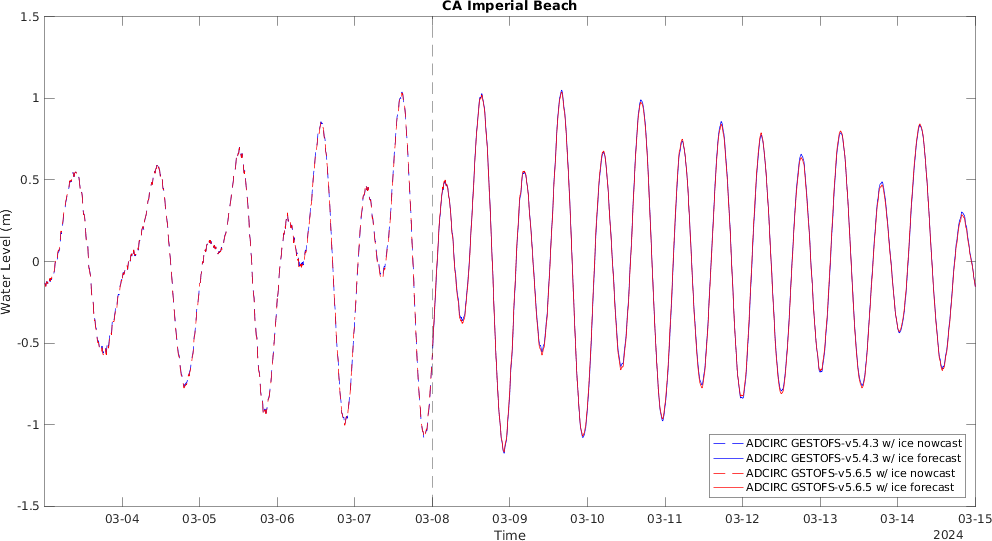 CA Imperial Beach
1.5
1
0.5
0
-0.5
-1
-1.5
Water Level (m)
03-04 03-05 03-06 03-07 03-08 03-09 03-10 03-11 03-12 03-13 03-14 03-15
Time
2024
ADCIRC GESTOFS-v5.4.3 w/ ice nowcast
ADCIRC GESTOFS-v5.4.3 w/ ice forecast
ADCIRC GSTOFS-v5.6.5 w/ ice nowcast
ADCIRC GSTOFS-v5.6.5 w/ ice forecast